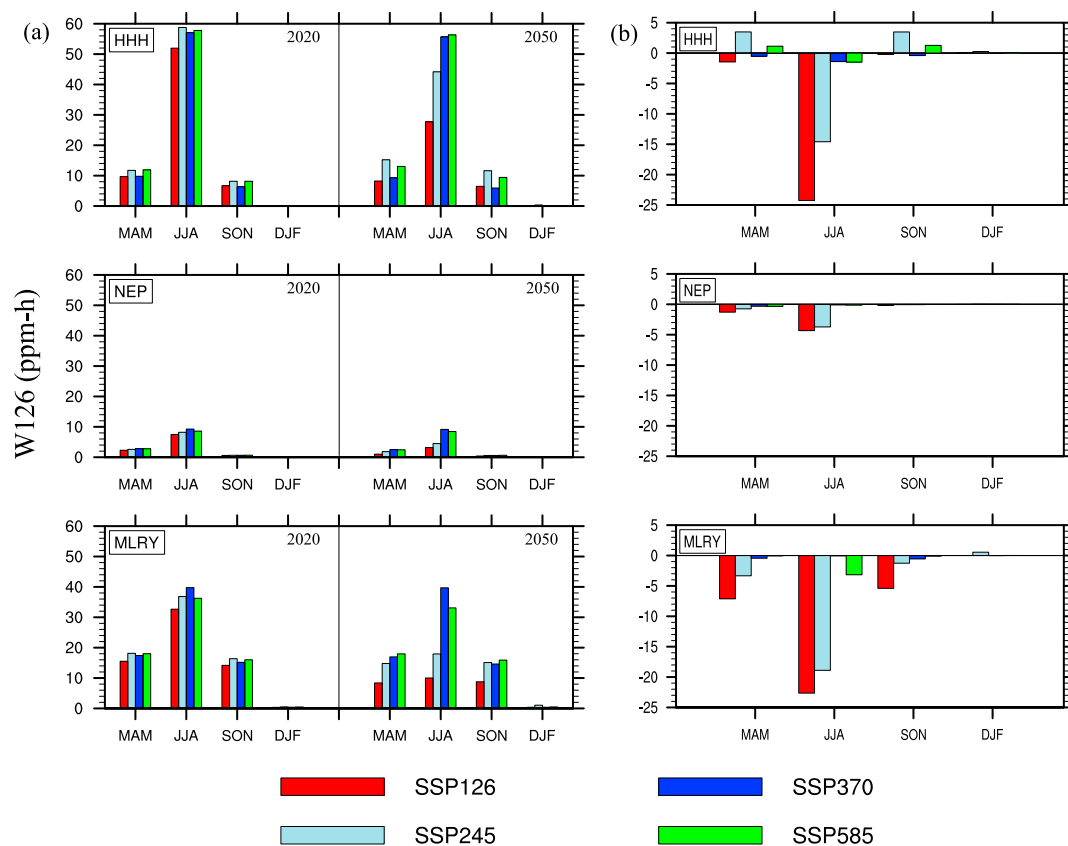 (a)
(b)
W126 (ppm-h)
HHH 2020 2050
60
50
40
30
20
10
0
MAM JJA SON DJF MAM JJA SON DJF
HHH
5
0
-5
-10
-15
-20
-25
MAM JJA SON DJF
NEP 2020 2050
60
50
40
30
20
10
0
MAM JJA SON DJF MAM JJA SON DJF
NEP
5
0
-5
-10
-15
-20
-25
MAM JJA SON DJF
MLRY 2020 2050
60
50
40
30
20
10
0
MAM JJA SON DJF MAM JJA SON DJF
MLRY
5
0
-5
-10
-15
-20
-25
MAM JJA SON DJF
SSP126 SSP370
SSP245 SSP585